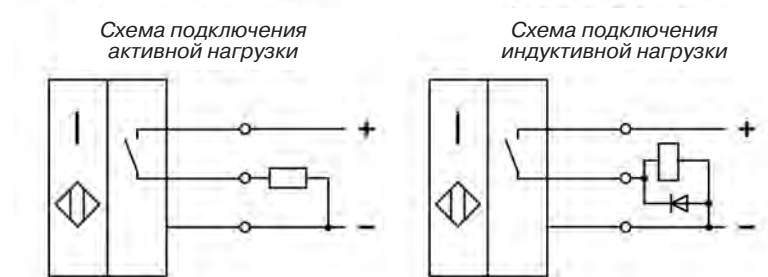 Схема подключения
активной нагрузки
Схема подключения
индуктивной нагрузки
+
+
−
−